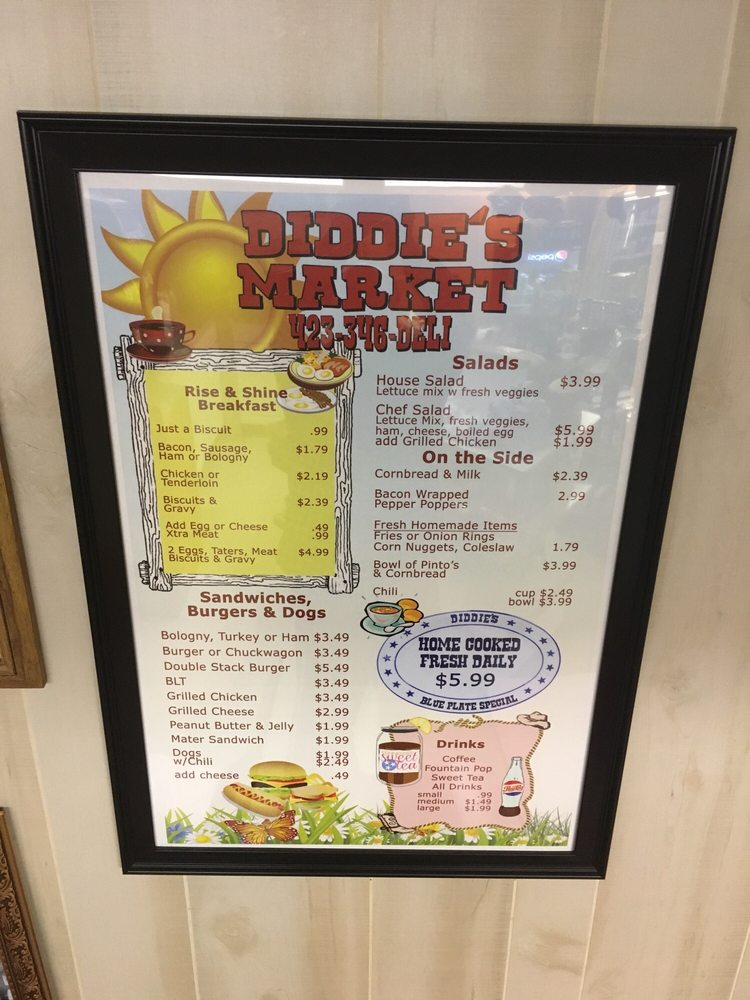 DIDDIE'S
MARKET
423-346-DELI
Rise & Shine
Breakfast
Just a Biscuit .99
Bacon, Sausage,
Ham or Bologny $1.79
Chicken or
Tenderloin $2.19
Biscuits &
Gravy $2.39
Add Egg or Cheese .49
Xtra Meat .99
2 Eggs, Taters, Meat
Biscuits & Gravy $4.99
Sandwiches,
Burgers & Dogs
Bologny, Turkey or Ham $3.49
Burger or Chuckwagon $3.49
Double Stack Burger $5.49
BLT $3.49
Grilled Chicken $3.49
Grilled Cheese $2.99
Peanut Butter & Jelly $1.99
Mater Sandwich $1.99
Dogs $1.99
w/Chili $2.49
add cheese .49
Salads
House Salad $3.99
Lettuce mix w fresh veggies
Chef Salad
Lettuce Mix, fresh veggies,
ham, cheese, boiled egg $5.99
add Grilled Chicken $1.99
On the Side
Cornbread & Milk $2.39
Bacon Wrapped 2.99
Pepper Poppers
Fresh Homemade Items
Fries or Onion Rings
Corn Nuggets, Coleslaw 1.79
Bowl of Pinto's $3.99
& Cornbread
Chili cup $2.49
bowl $3.99
DIDDIE'S
HOME COOKED
FRESH DAILY
$5.99
BLUE PLATE SPECIAL
Drinks
Coffee
Fountain Pop
Sweet Tea
All Drinks
small .99
medium $1.49
large $1.99
sweet
tea
pepsi